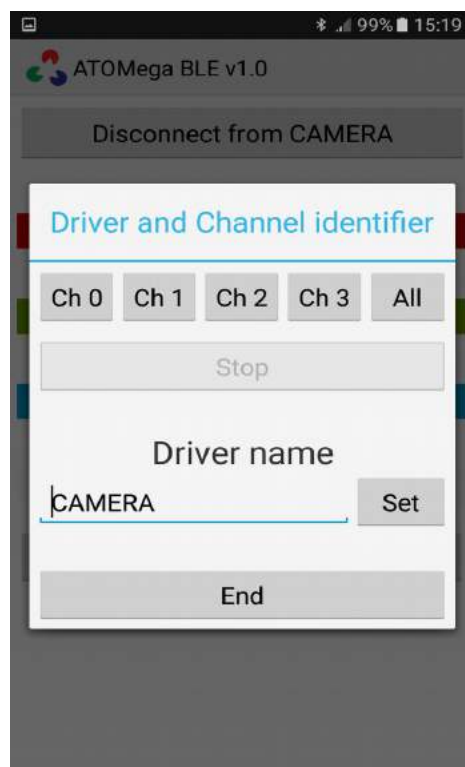 99% 15:19
ATOMega BLE v1.0
Disconnect from CAMERA
Driver and Channel identifier
Ch 0 Ch 1 Ch 2 Ch 3 All
Stop
Driver name
CAMERA Set
End